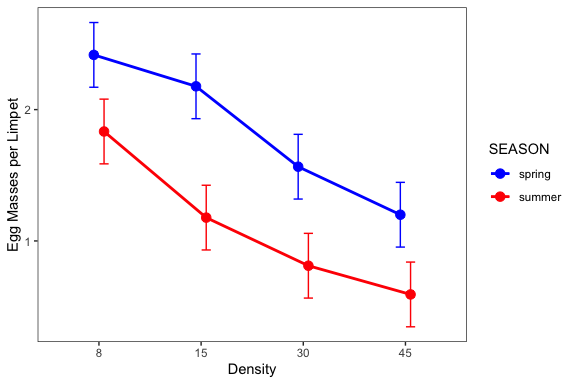 Egg Masses per Limpet
2
1
8 15 30 45
Density
SEASON
spring
summer